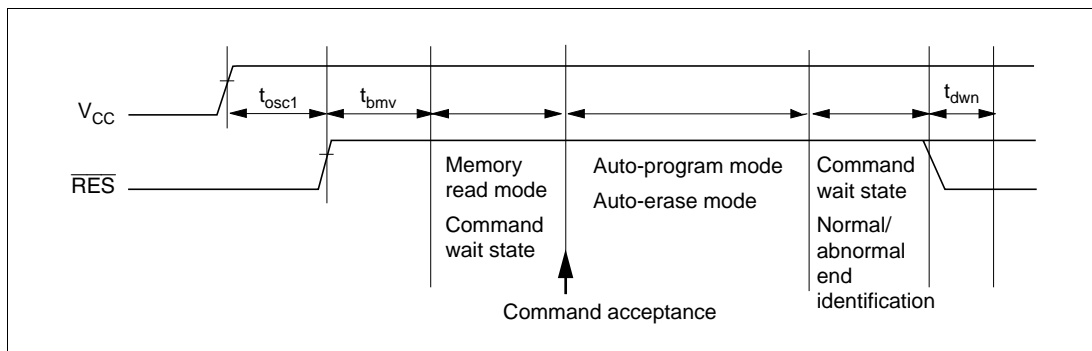 t_osc1
t_bmv
t_dwn
V_CC
R̅E̅S̅
Memory
read mode
Command
wait state
Auto-program mode
Auto-erase mode
Command
wait state
Normal/
abnormal
end
identification
Command acceptance